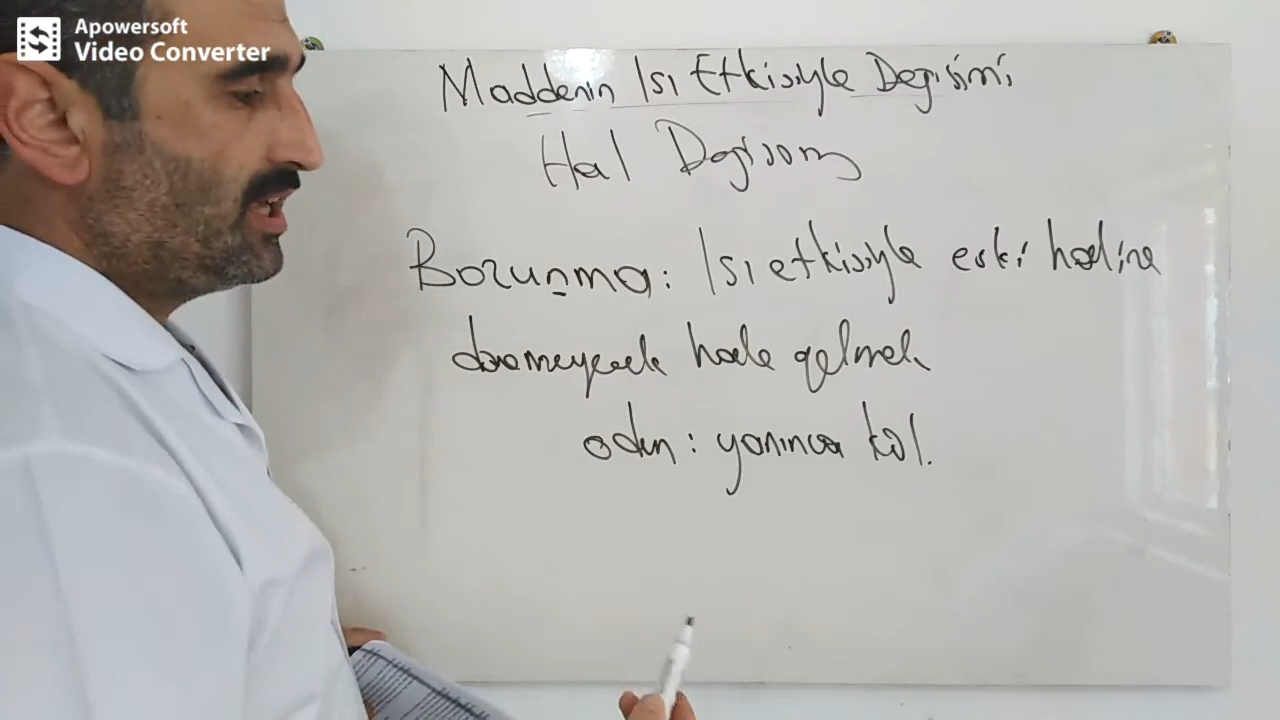 Apowersoft
Video Converter
Maddenin Isı Etkisiyle Değişimi
Hal Değişimi
Bozunma: Isı etkisiyle eski haline
dönemeyecek hale gelmek
odun: yanınca kül.